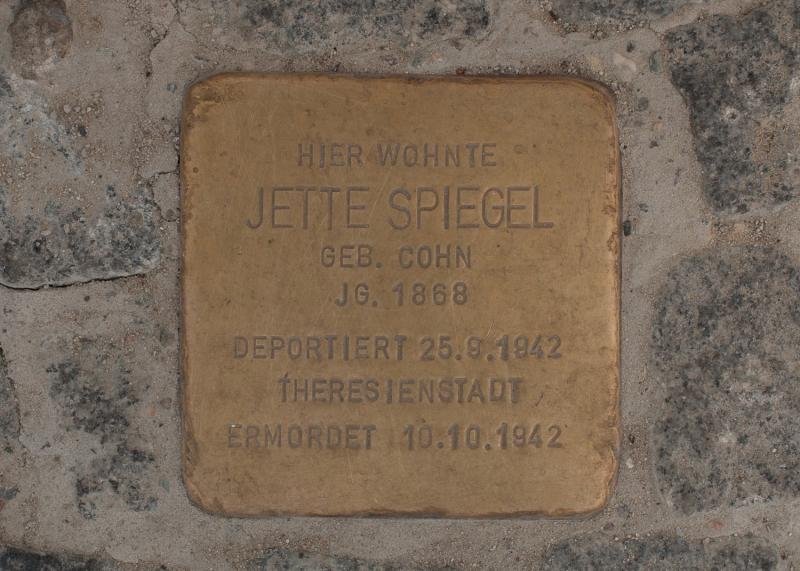 HIER WOHNTE
JETTE SPIEGEL
GEB. COHN
JG. 1868
DEPORTIERT 25.9.1942
THERESIENSTADT
ERMORDET 10.10.1942